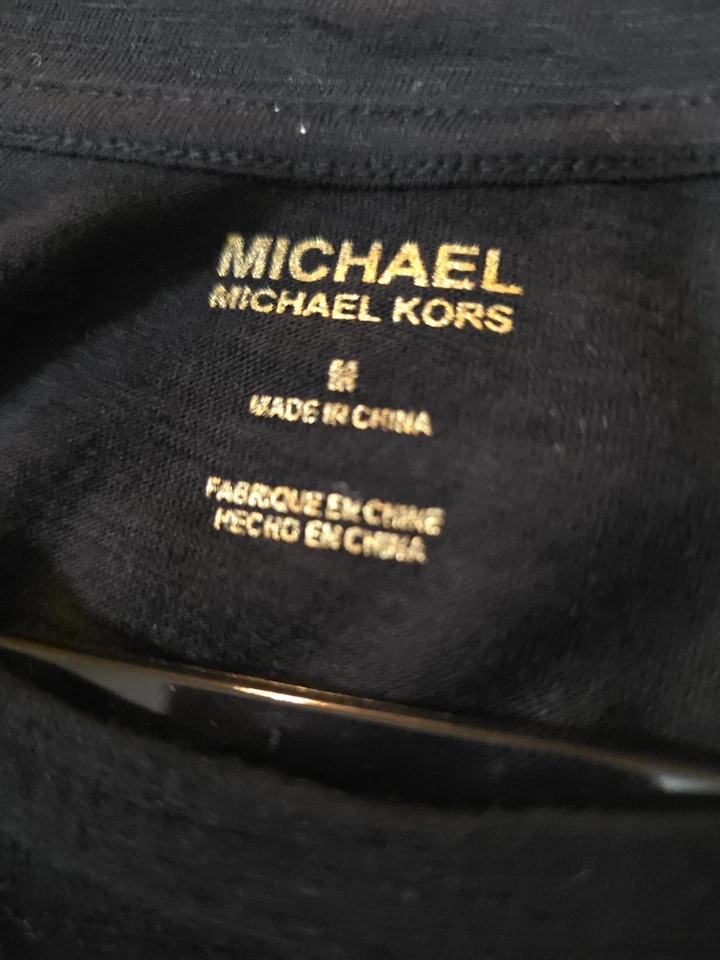 MICHAEL
MICHAEL KORS
M
MADE IN CHINA
FABRIQUE EN CHINE
HECHO EN CHINA